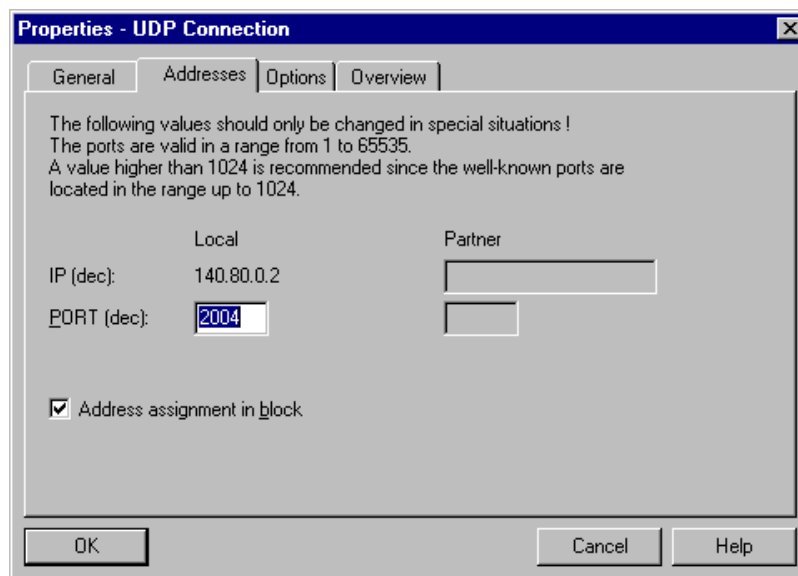 Properties - UDP Connection
General Addresses Options Overview
The following values should only be changed in special situations !
The ports are valid in a range from 1 to 65535.
A value higher than 1024 is recommended since the well-known ports are
located in the range up to 1024.
Local Partner
IP (dec): 140.80.0.2
PORT (dec): 2004
Address assignment in block
OK Cancel Help